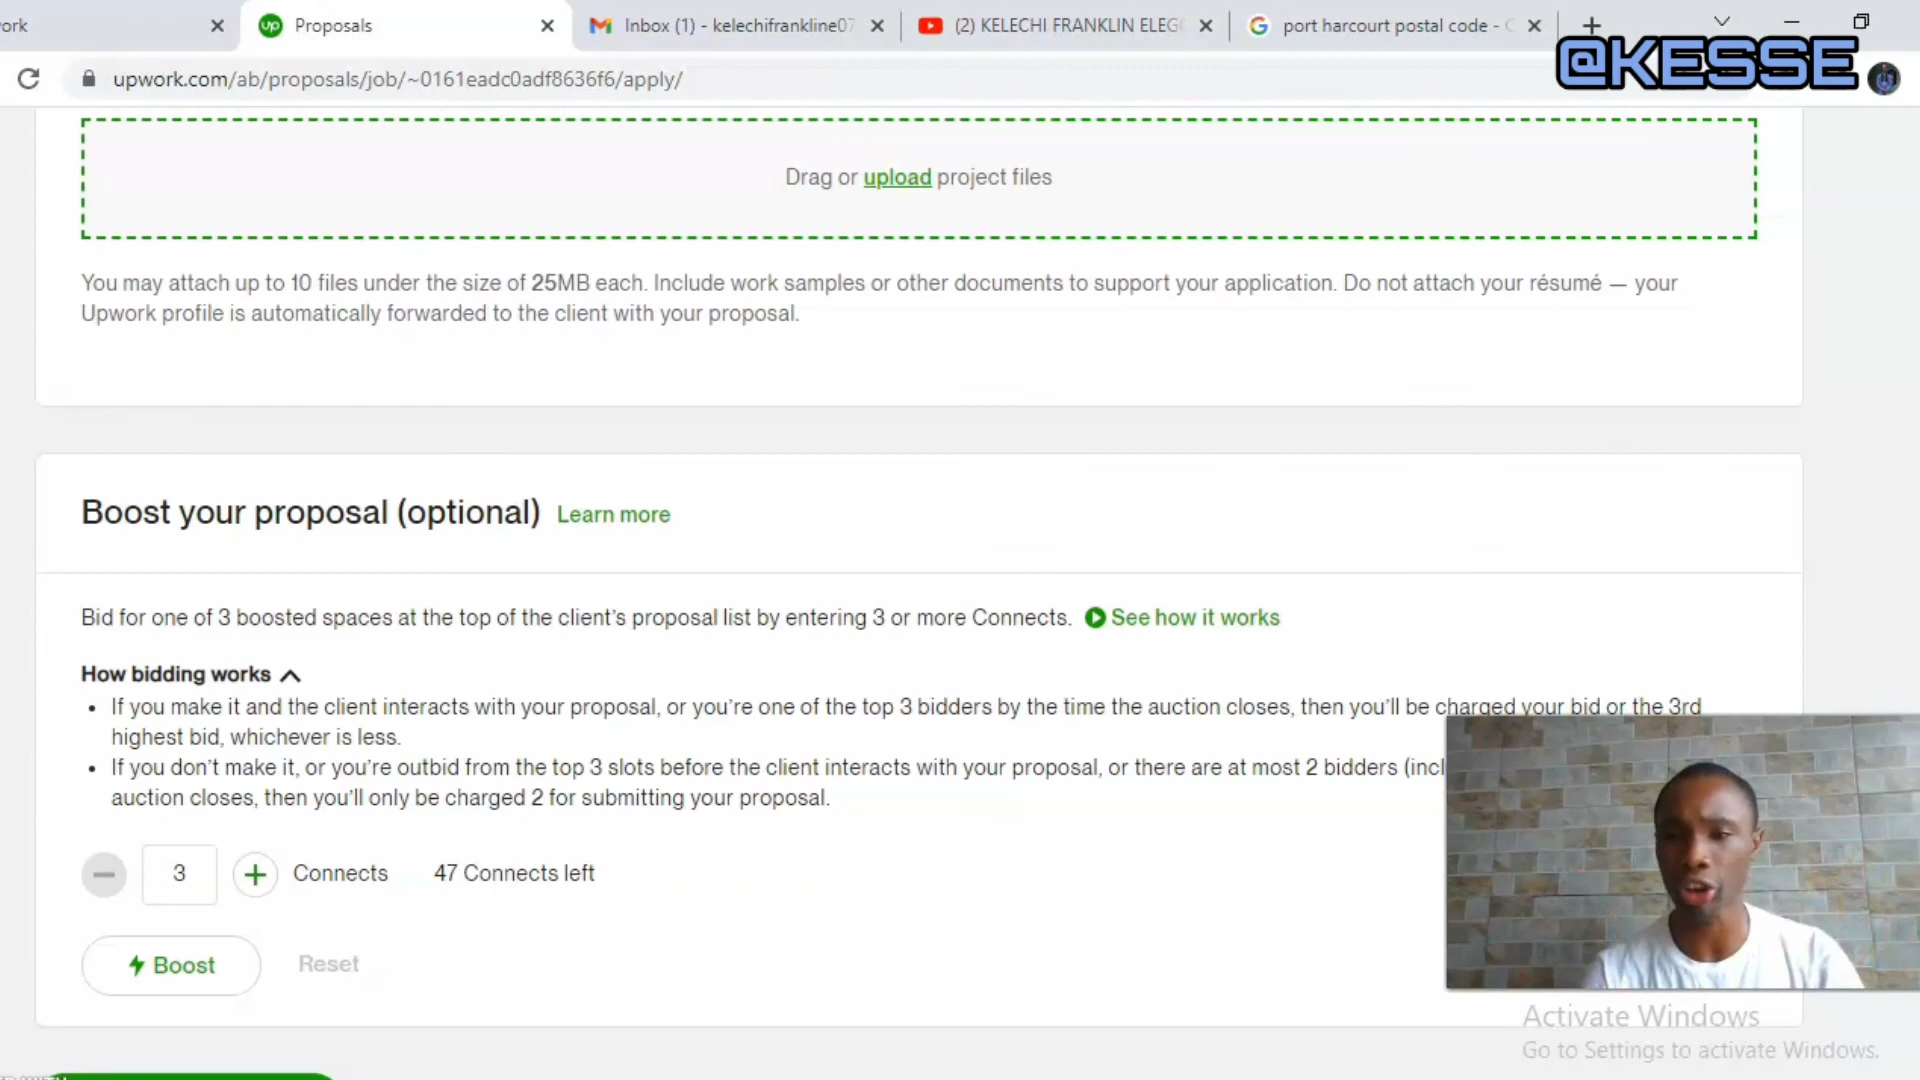 ork
up Proposals
Inbox (1) - kelechifrankline07
(2) KELECHI FRANKLIN ELEG
port harcourt postal code -
@KESSE
upwork.com/ab/proposals/job/~0161eadc0adf8636f6/apply/
Drag or upload project files
You may attach up to 10 files under the size of 25MB each. Include work samples or other documents to support your application. Do not attach your résumé — your
Upwork profile is automatically forwarded to the client with your proposal.
Boost your proposal (optional) Learn more
Bid for one of 3 boosted spaces at the top of the client's proposal list by entering 3 or more Connects. See how it works
How bidding works
• If you make it and the client interacts with your proposal, or you're one of the top 3 bidders by the time the auction closes, then you'll be charged your bid or the 3rd
highest bid, whichever is less.
• If you don't make it, or you're outbid from the top 3 slots before the client interacts with your proposal, or there are at most 2 bidders (incl
auction closes, then you'll only be charged 2 for submitting your proposal.
3 Connects 47 Connects left
Boost Reset
Activate Windows
Go to Settings to activate Windows.